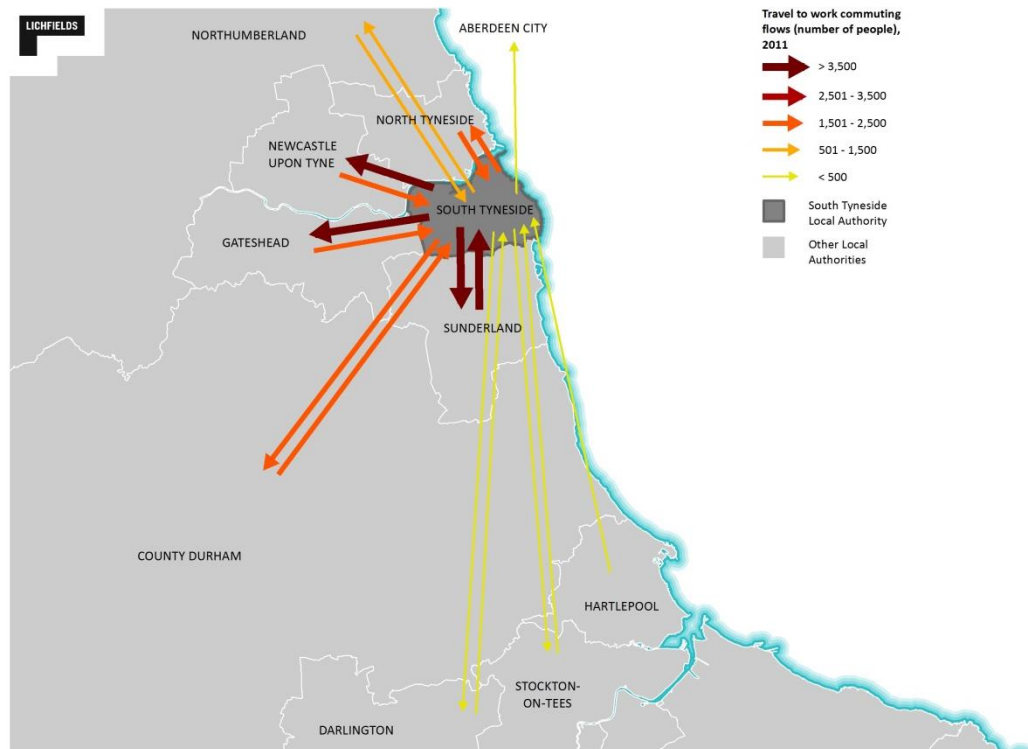 LICHFIELDS
NORTHUMBERLAND
ABERDEEN CITY
NORTH TYNESIDE
NEWCASTLE
UPON TYNE
SOUTH TYNESIDE
GATESHEAD
SUNDERLAND
COUNTY DURHAM
HARTLEPOOL
STOCKTON-
ON-TEES
DARLINGTON
Travel to work commuting
flows (number of people),
2011
> 3,500
2,501 - 3,500
1,501 - 2,500
501 - 1,500
< 500
South Tyneside
Local Authority
Other Local
Authorities